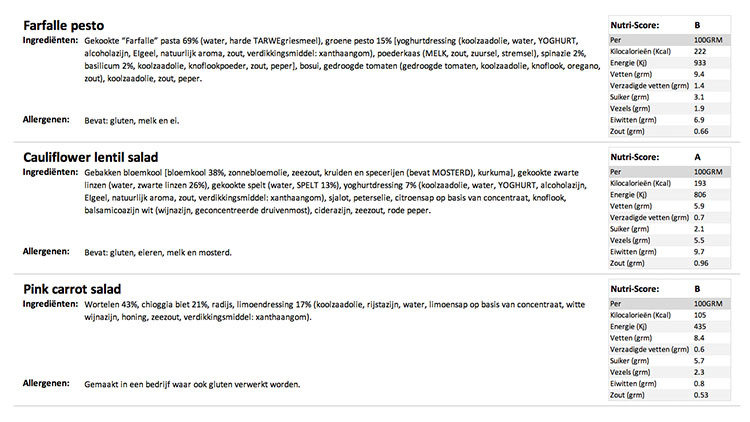 Farfalle pesto
Ingrediënten: Gekookte “Farfalle” pasta 69% (water, harde TARWEgriesmeel), groene pesto 15% [yoghurtdressing (koolzaadolie, water, YOGHURT,
alcoholazijn, EIgeel, natuurlijk aroma, zout, verdikkingsmiddel: xanthaangom), poederkaas (MELK, zout, zuursel, stremsel), spinazie 2%,
basilicum 2%, koolzaadolie, knoflookpoeder, zout, peper], bosui, gedroogde tomaten (gedroogde tomaten, koolzaadolie, knoflook, oregano,
zout), koolzaadolie, zout, peper.
Allergenen: Bevat: gluten, melk en ei.
Nutri-Score: B
Per 100GRM
Kilocalorieën (Kcal) 222
Energie (Kj) 933
Vetten (grm) 9.4
Verzadigde vetten (grm) 1.4
Suiker (grm) 3.1
Vezels (grm) 1.9
Eiwitten (grm) 6.9
Zout (grm) 0.66
Cauliflower lentil salad
Ingrediënten: Gebakken bloemkool [bloemkool 38%, zonnebloemolie, zeezout, kruiden en specerijen (bevat MOSTERD), kurkuma], gekookte zwarte
linzen (water, zwarte linzen 26%), gekookte spelt (water, SPELT 13%), yoghurtdressing 7% (koolzaadolie, water, YOGHURT, alcoholazijn,
EIgeel, natuurlijk aroma, zout, verdikkingsmiddel: xanthaangom), sjalot, peterselie, citroensap op basis van concentraat, knoflook,
balsamicoazijn wit (wijnazijn, geconcentreerde druivenmost), ciderazijn, zeezout, rode peper.
Allergenen: Bevat: gluten, eieren, melk en mosterd.
Nutri-Score: A
Per 100GRM
Kilocalorieën (Kcal) 193
Energie (Kj) 806
Vetten (grm) 5.9
Verzadigde vetten (grm) 0.7
Suiker (grm) 2.1
Vezels (grm) 5.5
Eiwitten (grm) 9.7
Zout (grm) 0.96
Pink carrot salad
Ingrediënten: Wortelen 43%, chioggia biet 21%, radijs, limoendressing 17% (koolzaadolie, rijstazijn, water, limoensap op basis van concentraat, witte
wijnazijn, honing, zeezout, verdikkingsmiddel: xanthaangom).
Allergenen: Gemaakt in een bedrijf waar ook gluten verwerkt worden.
Nutri-Score: B
Per 100GRM
Kilocalorieën (Kcal) 105
Energie (Kj) 435
Vetten (grm) 8.4
Verzadigde vetten (grm) 0.6
Suiker (grm) 5.7
Vezels (grm) 2.3
Eiwitten (grm) 0.8
Zout (grm) 0.53